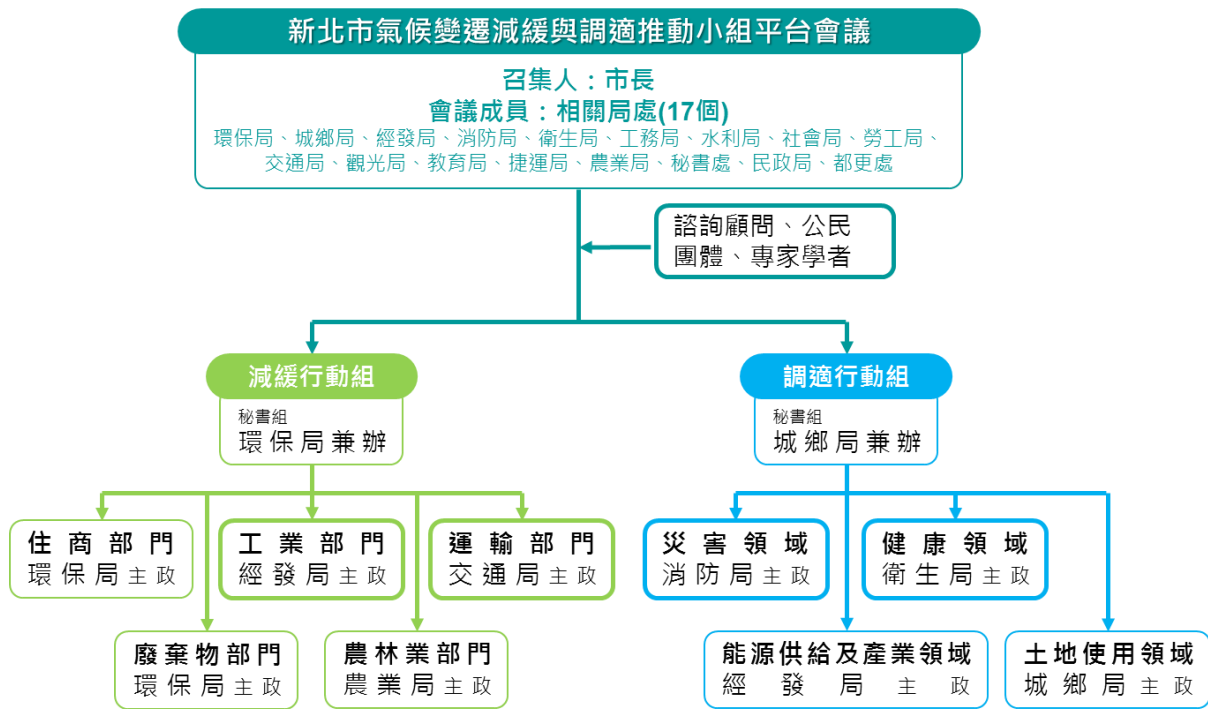 新北市氣候變遷減緩與調適推動小組平台會議
召集人：市長
會議成員：相關局處(17個)
環保局、城鄉局、經發局、消防局、衛生局、工務局、水利局、社會局、勞工局、
交通局、觀光局、教育局、捷運局、農業局、秘書處、民政局、都更處
諮詢顧問、公民
團體、專家學者
減緩行動組
秘書組
環保局兼辦
調適行動組
秘書組
城鄉局兼辦
住商部門
環保局主政
工業部門
經發局主政
運輸部門
交通局主政
災害領域
消防局主政
健康領域
衛生局主政
廢棄物部門
環保局主政
農林業部門
農業局主政
能源供給及產業領域
經發局主政
土地使用領域
城鄉局主政